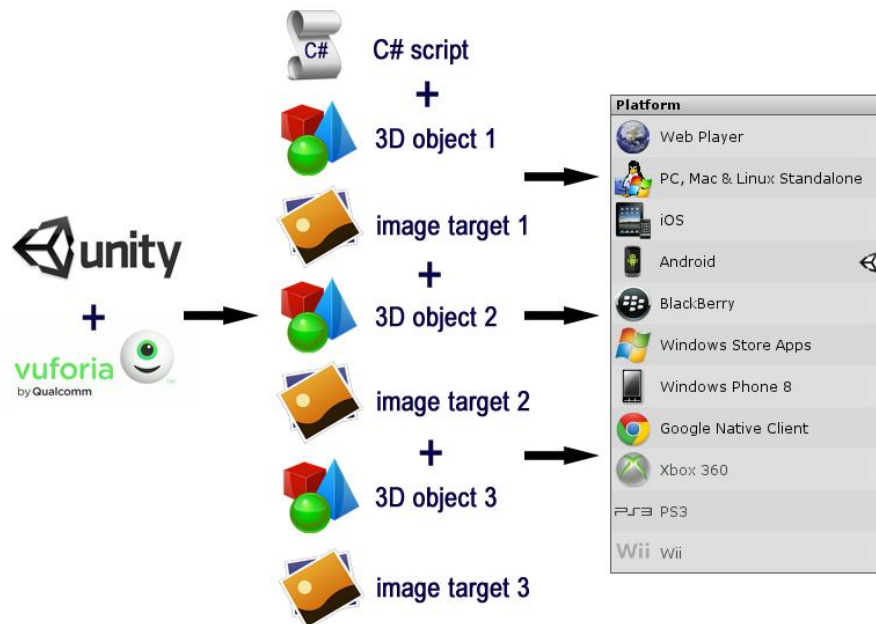 unity
+
vuforia
™
by Qualcomm
C#
C# script
+
3D object 1
image target 1
+
3D object 2
image target 2
+
3D object 3
image target 3
Platform
Web Player
PC, Mac & Linux Standalone
iOS
Android
BlackBerry
Windows Store Apps
Windows Phone 8
Google Native Client
Xbox 360
PS3 PS3
Wii Wii